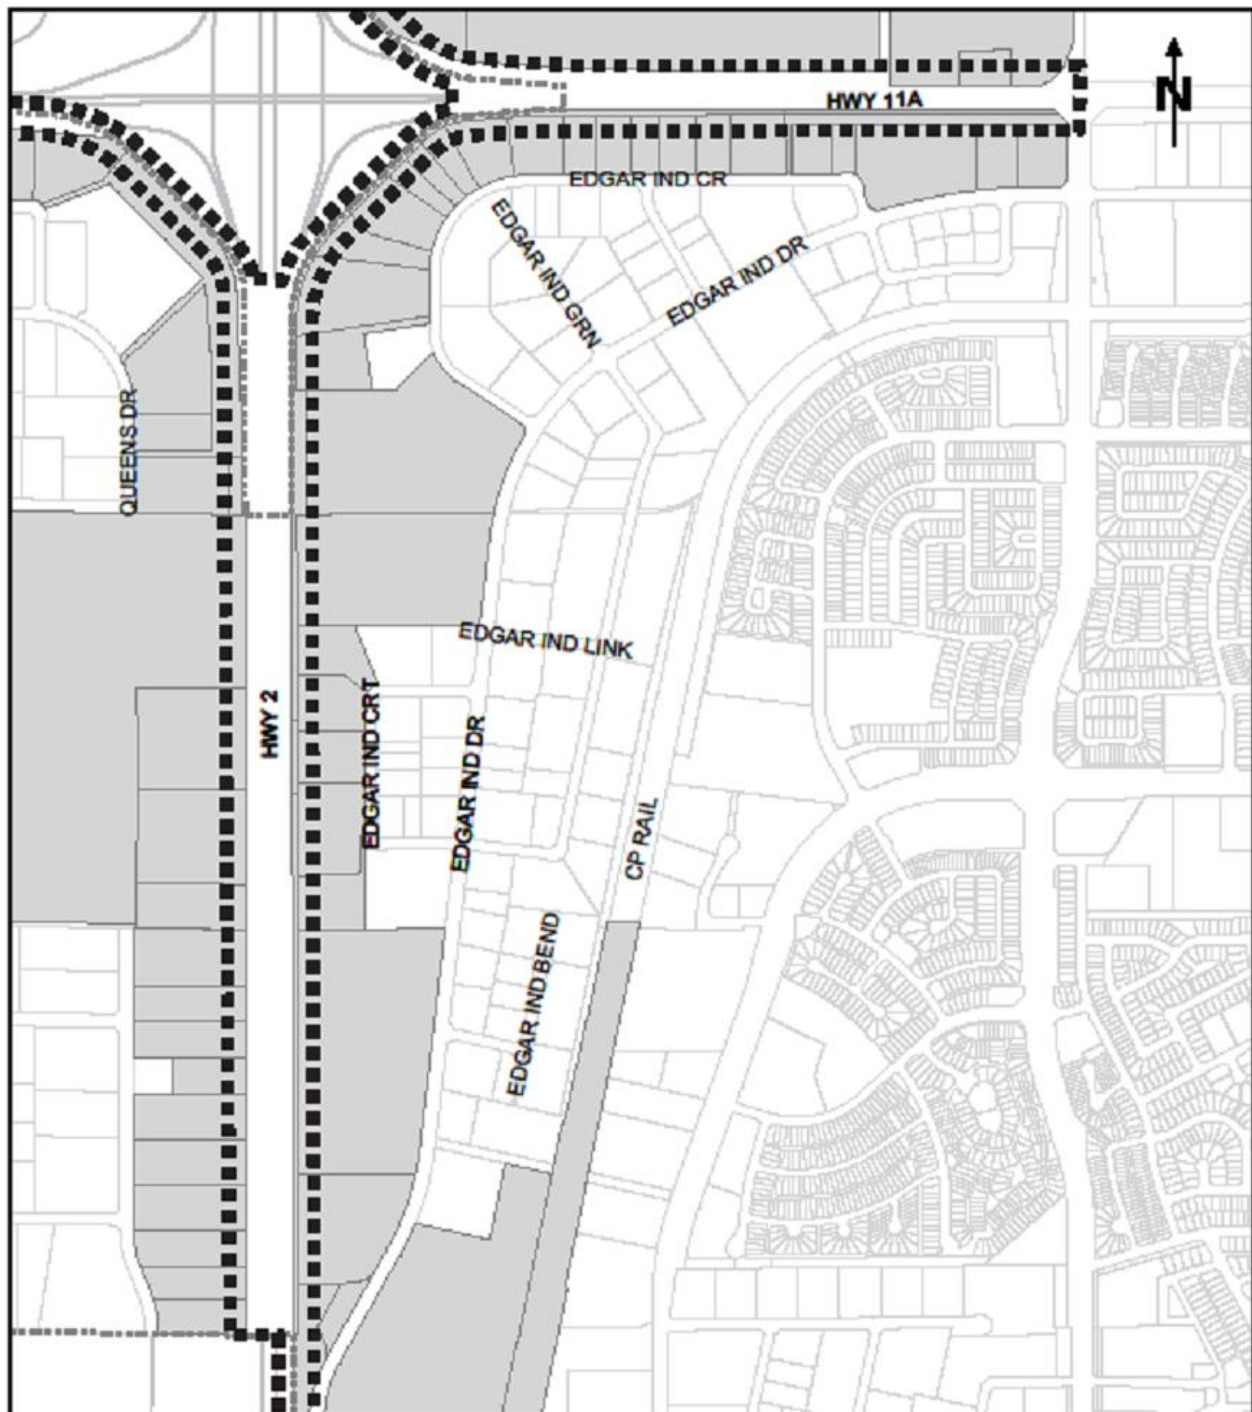 HWY 11A
N
EDGAR IND CR
EDGAR IND GRN
EDGAR IND DR
QUEENS DR
EDGAR IND LINK
HWY 2
EDGAR IND CRT
EDGAR IND DR
CP RAIL
EDGAR IND BEND